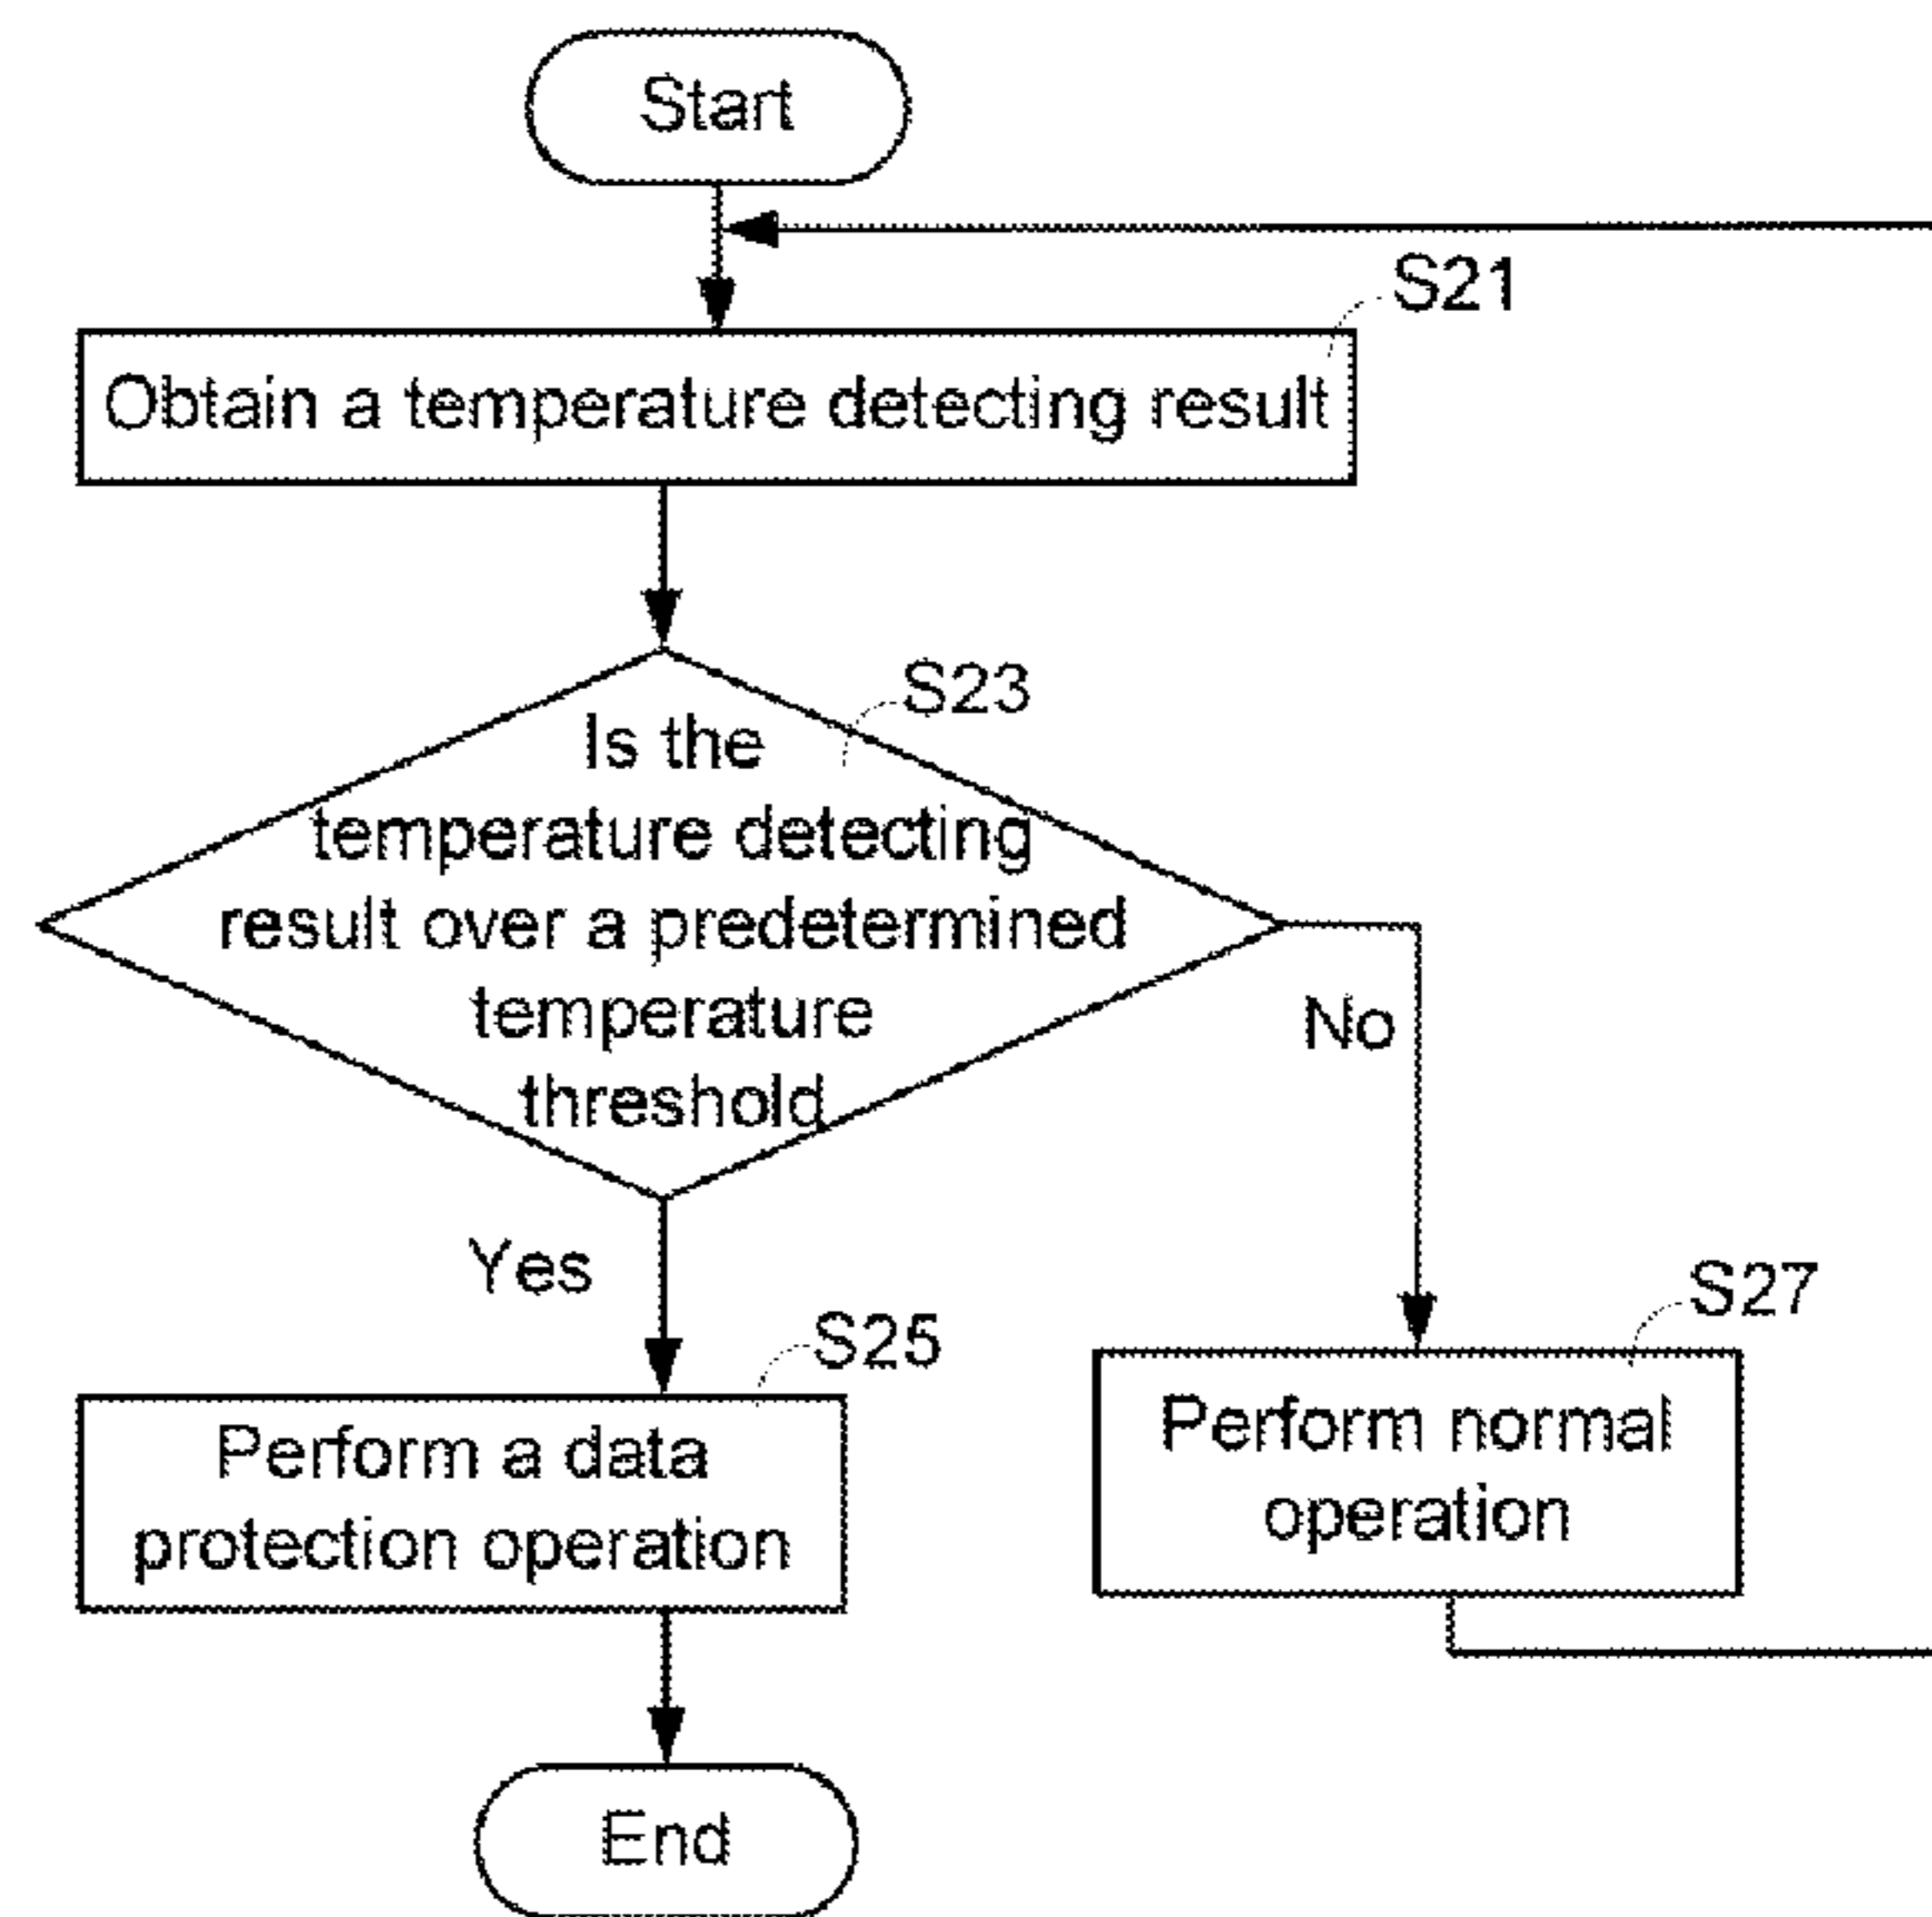 Start
S21
Obtain a temperature detecting result
S23
Is the
temperature detecting
result over a predetermined
temperature
threshold
No
Yes
S25
S27
Perform a data
protection operation
Perform normal
operation
End